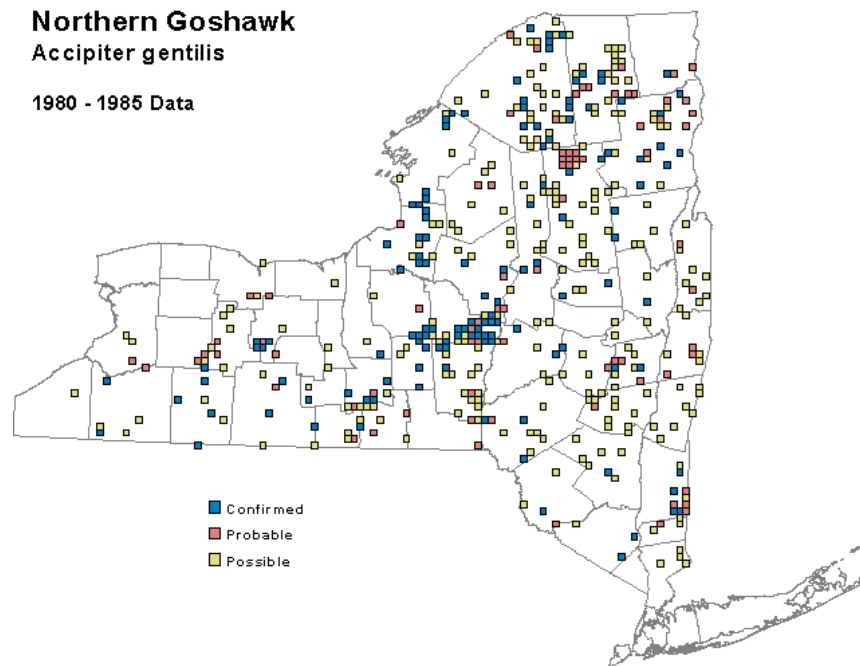 Northern Goshawk
Accipiter gentilis
1980 - 1985 Data
Confirmed
Probable
Possible